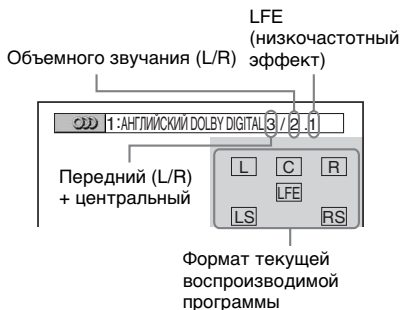 LFE
(низкочастотный
эффект)
Объемного звучания (L/R)
1:АНГЛИЙСКИЙ DOLBY DIGITAL 3 / 2 .1
Передний (L/R)
+ центральный
L C R
LFE
LS RS
Формат текущей
воспроизводимой
программы